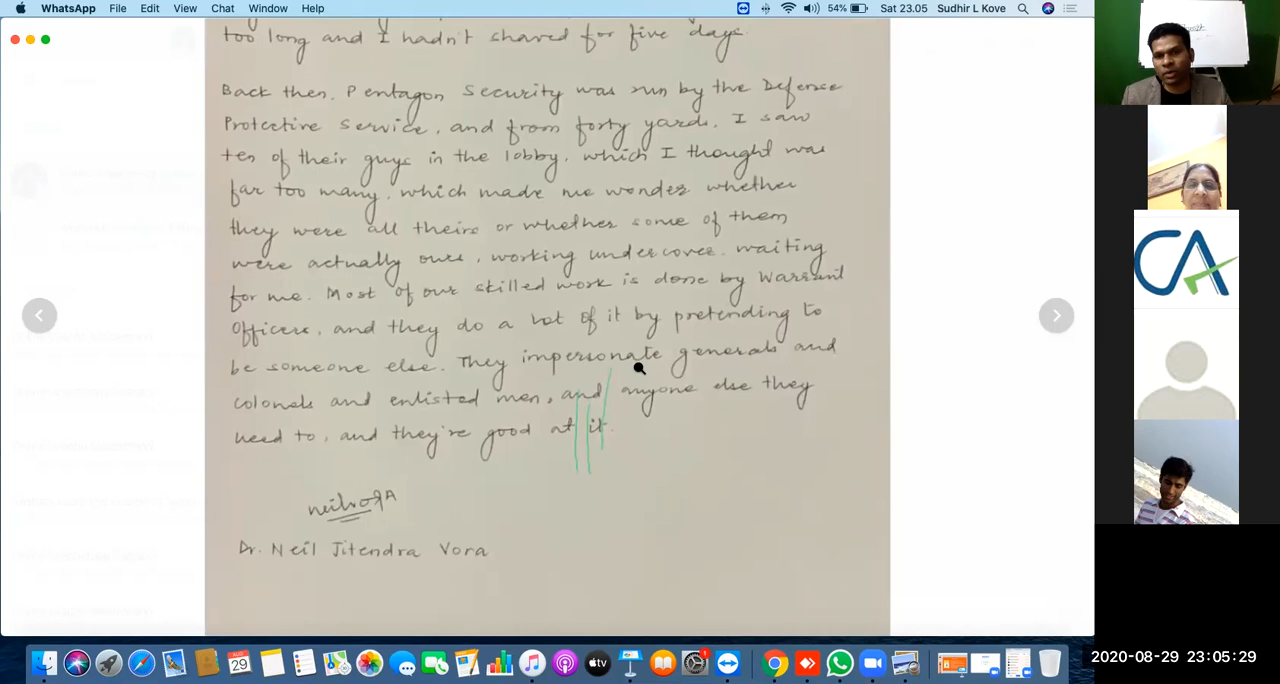 WhatsApp File Edit View Chat Window Help 54% Sat 23.05 Sudhir L Kove
too long and I hadn't shaved for five days.
Back then, Pentagon Security was run by the Defense
Protective Service, and from forty yards, I saw
ten of their guys in the lobby, which I thought was
far too many, which made me wonder whether
they were all theirs or whether some of them
were actually ours, working undercover, waiting
for me. Most of our skilled work is done by Warrant
Officers, and they do a lot of it by pretending to
be someone else. They impersonate generals and
colonels and enlisted men, and anyone else they
need to, and they're good at it.
Dr. Neil Jitendra Vora
CA
AUG
29
tv
1
2020-08-29 23:05:29